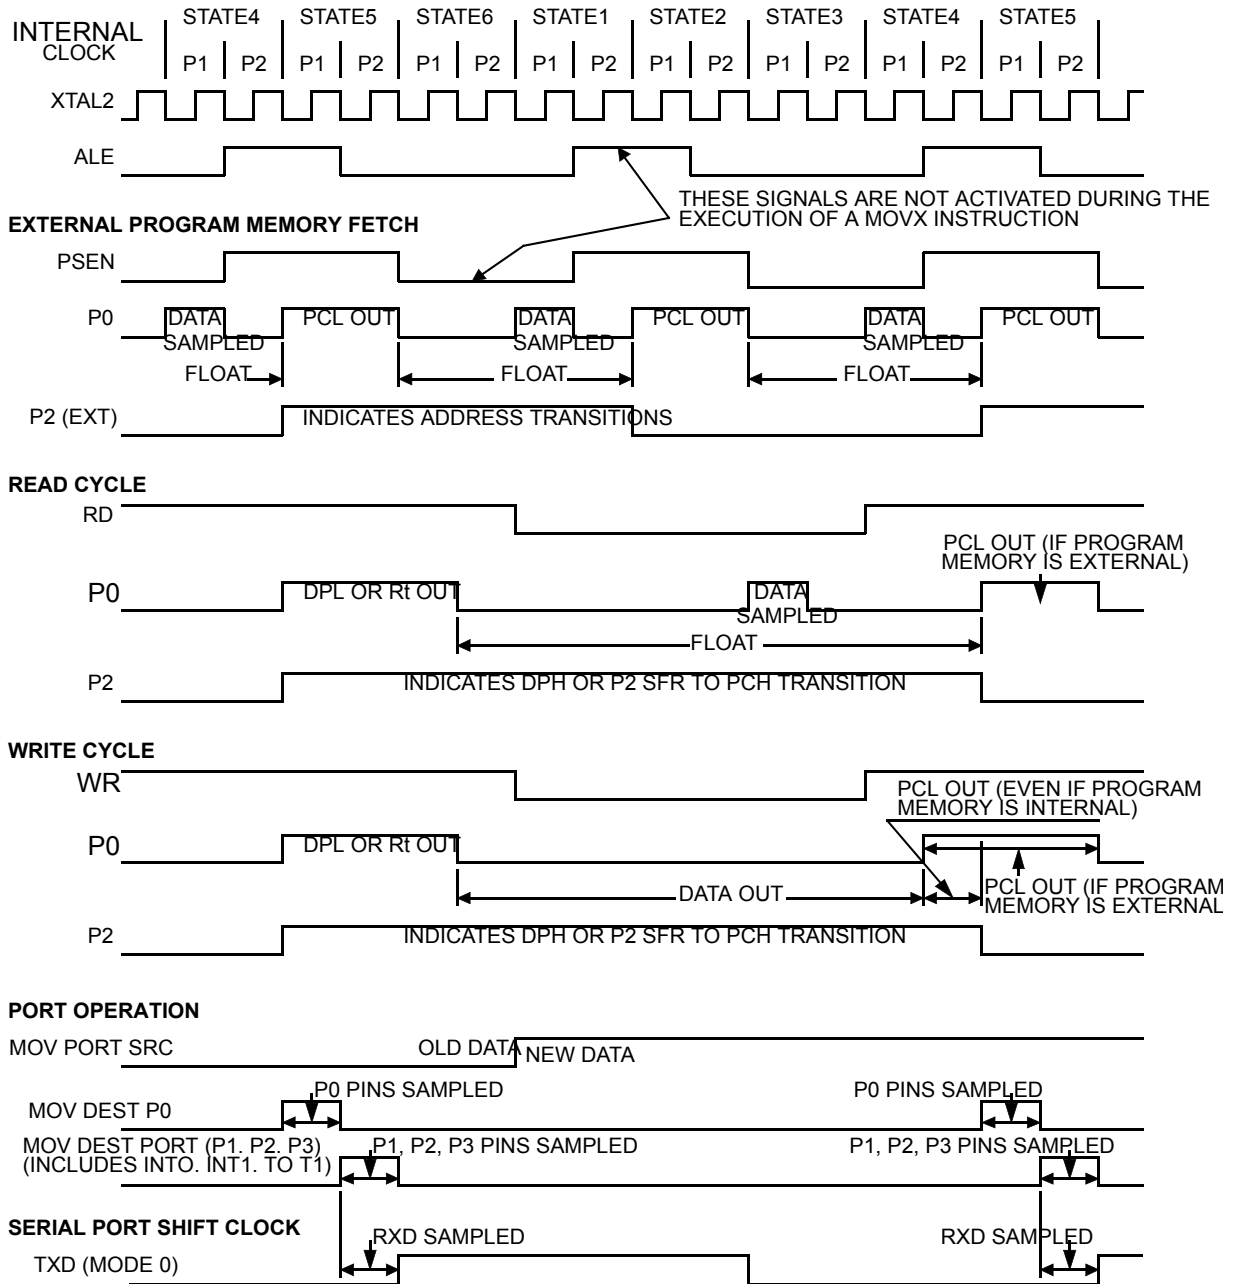 INTERNAL
CLOCK
STATE4 STATE5 STATE6 STATE1 STATE2 STATE3 STATE4 STATE5
P1 P2 P1 P2 P1 P2 P1 P2 P1 P2 P1 P2 P1 P2 P1 P2
XTAL2
ALE
THESE SIGNALS ARE NOT ACTIVATED DURING THE
EXECUTION OF A MOVX INSTRUCTION
EXTERNAL PROGRAM MEMORY FETCH
PSEN
P0
DATA
SAMPLED
PCL OUT
DATA
SAMPLED
PCL OUT
DATA
SAMPLED
PCL OUT
FLOAT FLOAT FLOAT
P2 (EXT)
INDICATES ADDRESS TRANSITIONS
READ CYCLE
RD
PCL OUT (IF PROGRAM
MEMORY IS EXTERNAL)
P0
DPL OR Rt OUT
DATA
SAMPLED
FLOAT
P2
INDICATES DPH OR P2 SFR TO PCH TRANSITION
WRITE CYCLE
WR
PCL OUT (EVEN IF PROGRAM
MEMORY IS INTERNAL)
P0
DPL OR Rt OUT
DATA OUT
PCL OUT (IF PROGRAM
MEMORY IS EXTERNAL
P2
INDICATES DPH OR P2 SFR TO PCH TRANSITION
PORT OPERATION
MOV PORT SRC
OLD DATA
NEW DATA
P0 PINS SAMPLED P0 PINS SAMPLED
MOV DEST P0
MOV DEST PORT (P1. P2. P3)
(INCLUDES INTO. INT1. TO T1)
P1, P2, P3 PINS SAMPLED P1, P2, P3 PINS SAMPLED
SERIAL PORT SHIFT CLOCK
RXD SAMPLED RXD SAMPLED
TXD (MODE 0)